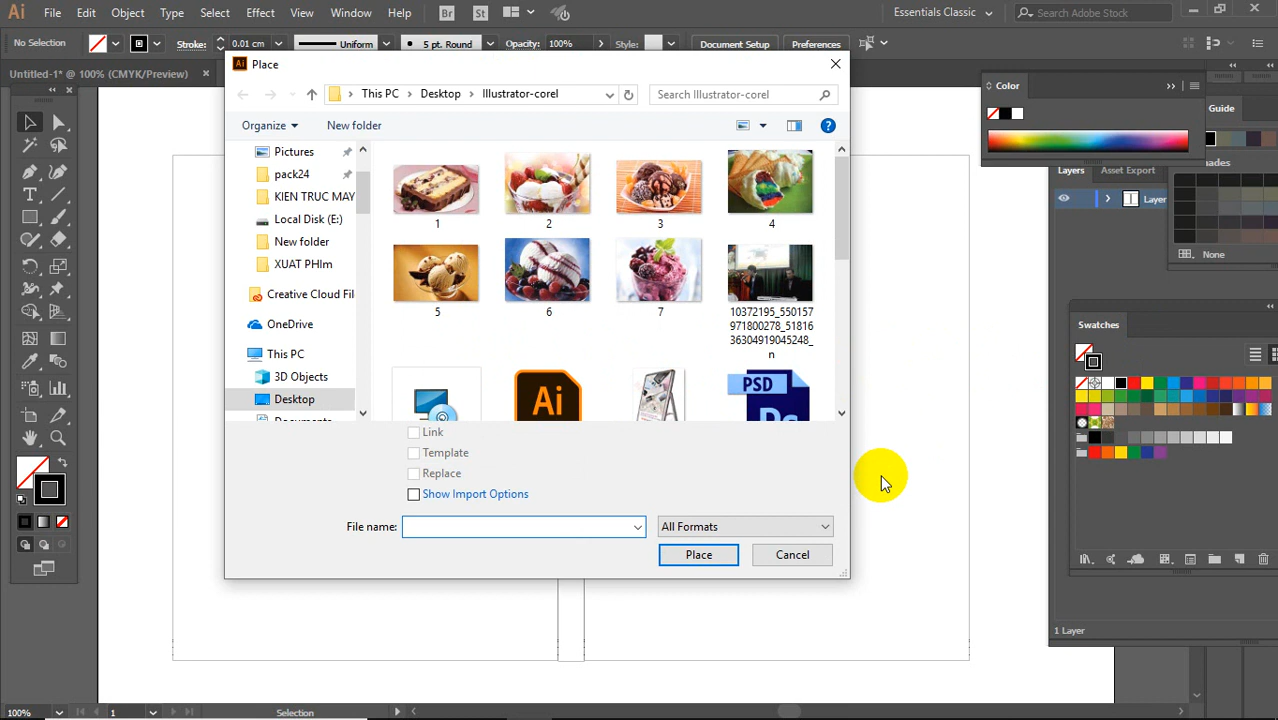 Ai File Edit Object Type Select Effect View Window Help Br St Essentials Classic Search Adobe Stock
No Selection Stroke: 0.01 cm Uniform 5 pt. Round Opacity: 100% Style: Document Setup Preferences
Untitled-1* @ 100% (CMYK/Preview)
Ai Place
This PC Desktop Illustrator-corel Search Illustrator-corel
Organize New folder
Pictures
pack24
KIEN TRUC MAY
Local Disk (E:)
New folder
XUAT PHIm
Creative Cloud Fil
OneDrive
This PC
3D Objects
Desktop
1 2 3 4
5 6 7 10372195_550157
971800278_51816
36304919045248_
n
Ai
PSD
Link
Template
Replace
Show Import Options
File name: All Formats
Place Cancel
Color
Guide
hades
Layers Asset Export
Layer
None
Swatches
1 Layer
100% 1 Selection